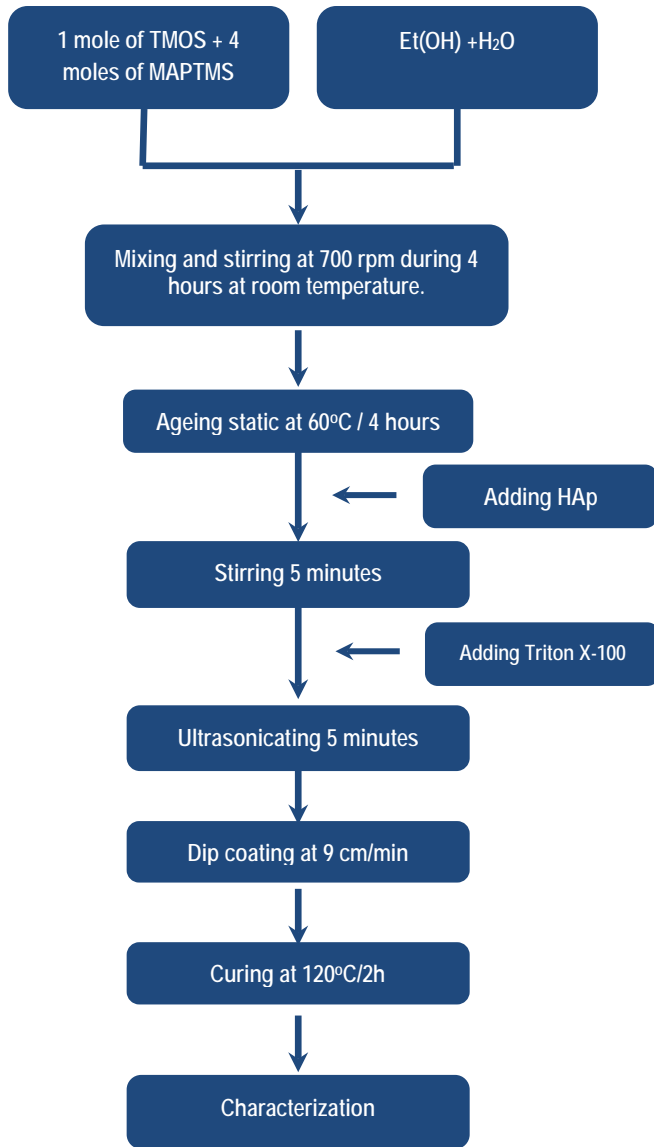 1 mole of TMOS + 4
moles of MAPTMS
Et(OH) +H₂O
Mixing and stirring at 700 rpm during 4
hours at room temperature.
Ageing static at 60ºC / 4 hours
Adding HAp
Stirring 5 minutes
Adding Triton X-100
Ultrasonicating 5 minutes
Dip coating at 9 cm/min
Curing at 120ºC/2h
Characterization